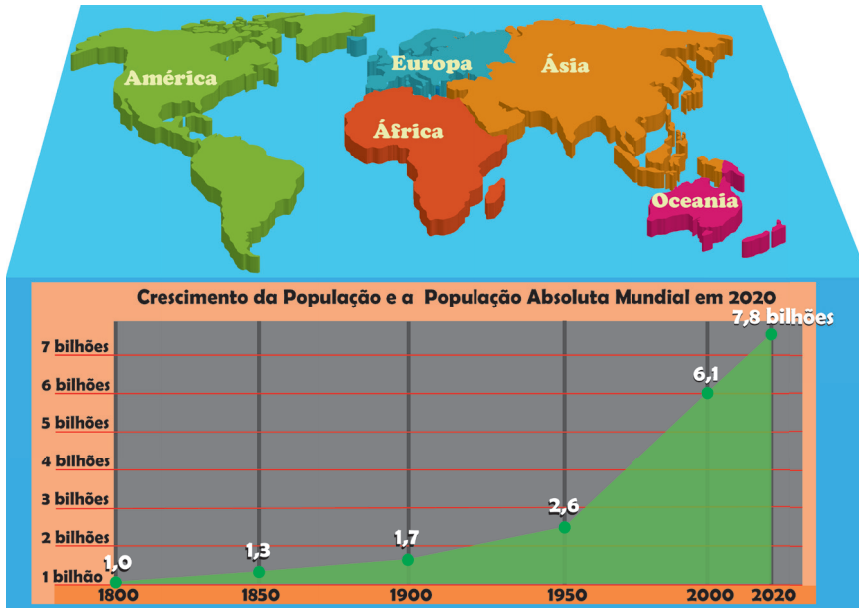 América
Europa
Ásia
África
Oceania
Crescimento da População e a População Absoluta Mundial em 2020
7,8 bilhões
7 bilhões
6,1
6 bilhões
5 bilhões
4 bilhões
3 bilhões
2,6
2 bilhões
1,7
1,3
1,0
1 bilhão
1800 1850 1900 1950 2000 2020